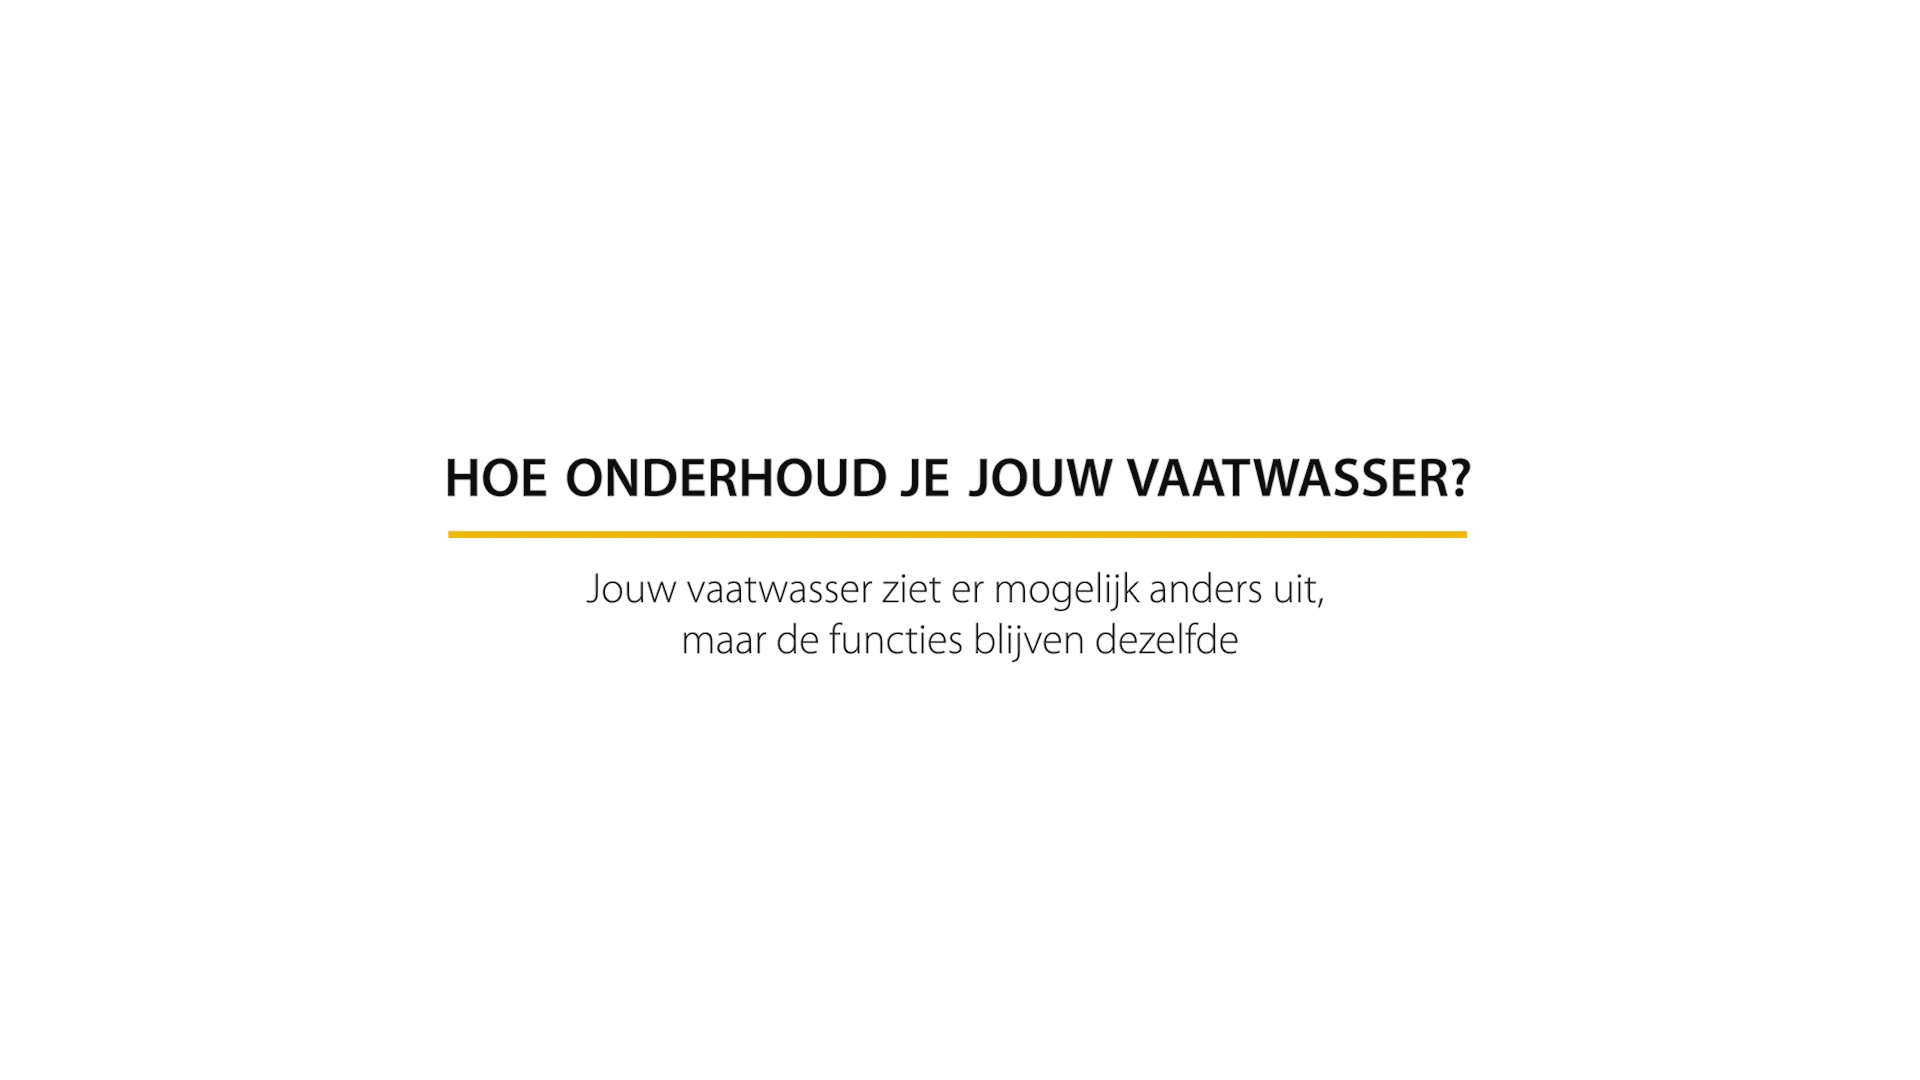 HOE ONDERHOUD JE JOUW VAATWASSER?
Jouw vaatwasser ziet er mogelijk anders uit,
maar de functies blijven dezelfde